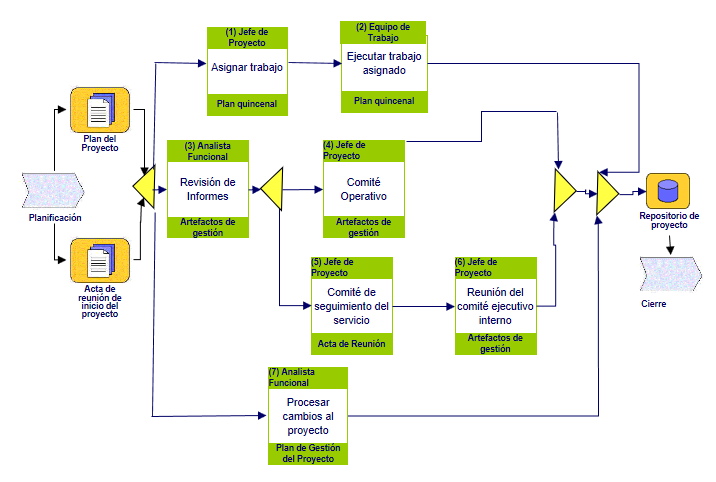 (1) Jefe de
Proyecto
Asignar trabajo
Plan quincenal
(2) Equipo de
Trabajo
Ejecutar trabajo
asignado
Plan quincenal
Plan del
Proyecto
Planificación
Acta de
reunión de
inicio del
proyecto
(3) Analista
Funcional
Revisión de
Informes
Artefactos de
gestión
(4) Jefe de
Proyecto
Comité
Operativo
Artefactos de
gestión
(5) Jefe de
Proyecto
Comité de
seguimiento del
servicio
Acta de Reunión
(6) Jefe de
Proyecto
Reunión del
comité ejecutivo
interno
Artefactos de
gestión
(7) Analista
Funcional
Procesar
cambios al
proyecto
Plan de Gestión
del Proyecto
Repositorio de
proyecto
Cierre